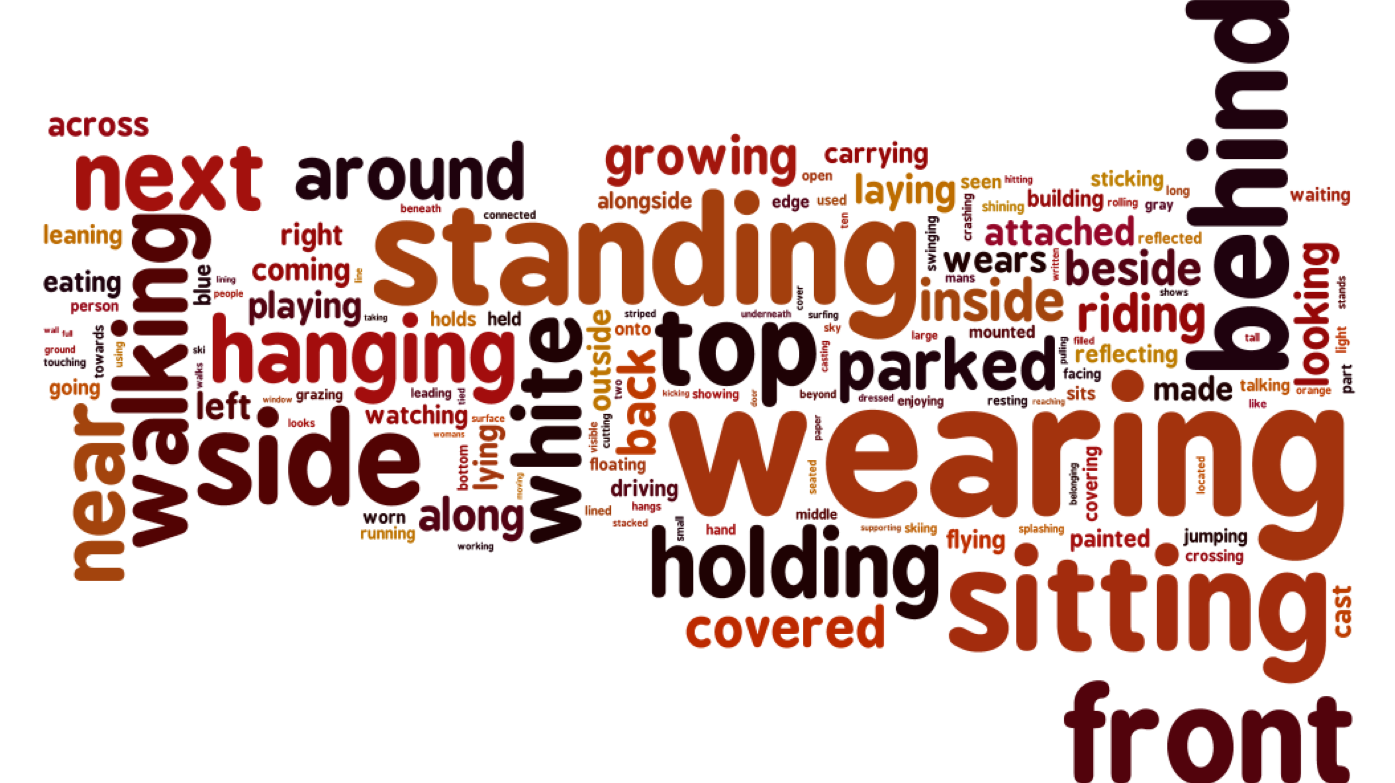 behind
across
next
around
growing
carrying
open
alongside
edge
used
ten
laying
seen
hitting
sticking
long
shining
building
rolling
gray
waiting
beneath
connected
standing
walking
leaning
right
swinging
crashing
attached
reflected
looking
eating
blue
lining
coming
line
people
person
playing
taking
holds
held
white
outside
striped
onto
underneath
cover
surfing
sky
inside
mans
wears
written
beside
shows
riding
stands
light
wall
full
ground
touching
towards
using
ski
walks
hanging
top
casting
large
mounted
parked
pulling
filled
reflecting
facing
tall
going
window
grazing
leading
tied
two
back
kicking
showing
door
beyond
dressed
enjoying
resting
reaching
sits
made
talking
orange
like
part
near
left
looks
side
watching
womans
surface
lying
bottom
moving
visible
cutting
floating
wearing
paper
seated
belonging
covering
located
worn
running
along
working
driving
lined
hangs
stacked
small
hand
middle
supporting
skiing
flying
splashing
painted
jumping
crossing
holding
covered
sitting
cast
front